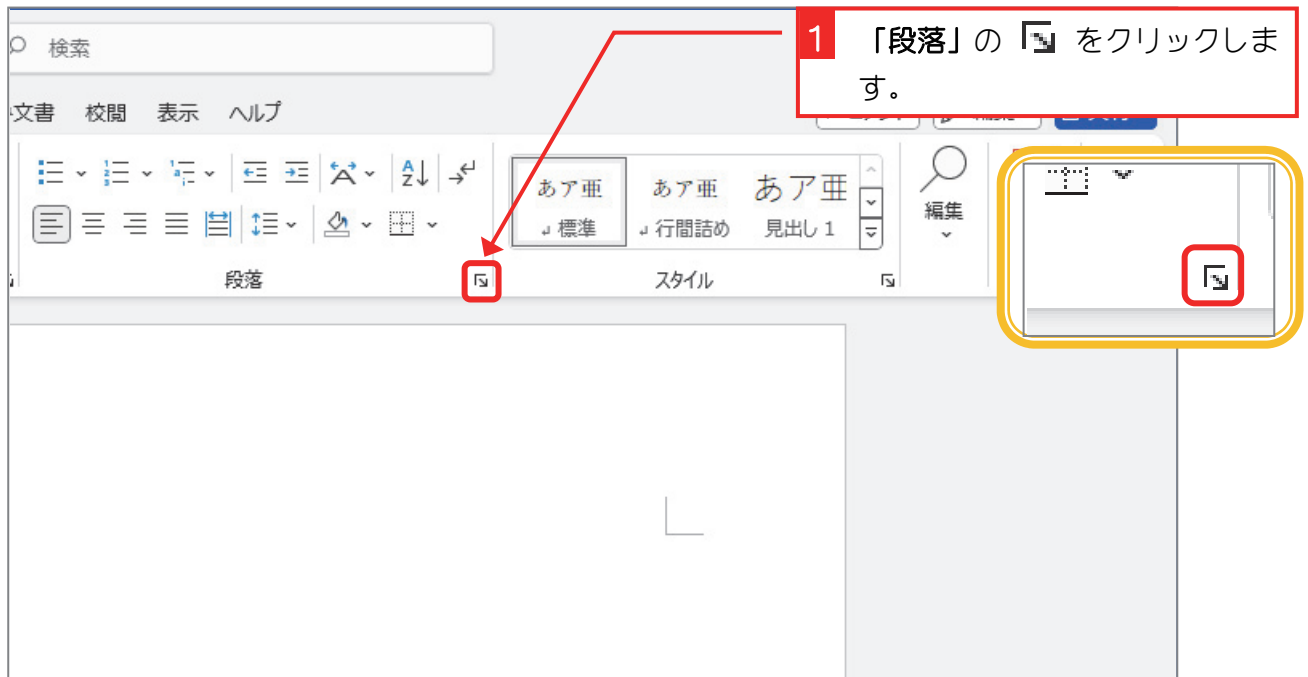 検索
1 「段落」の をクリックしま
す。
文書 校閲 表示 ヘルプ
あア亜 あア亜 あア亜
↲ 標準 ↲ 行間詰め 見出し 1
編集
段落 スタイル